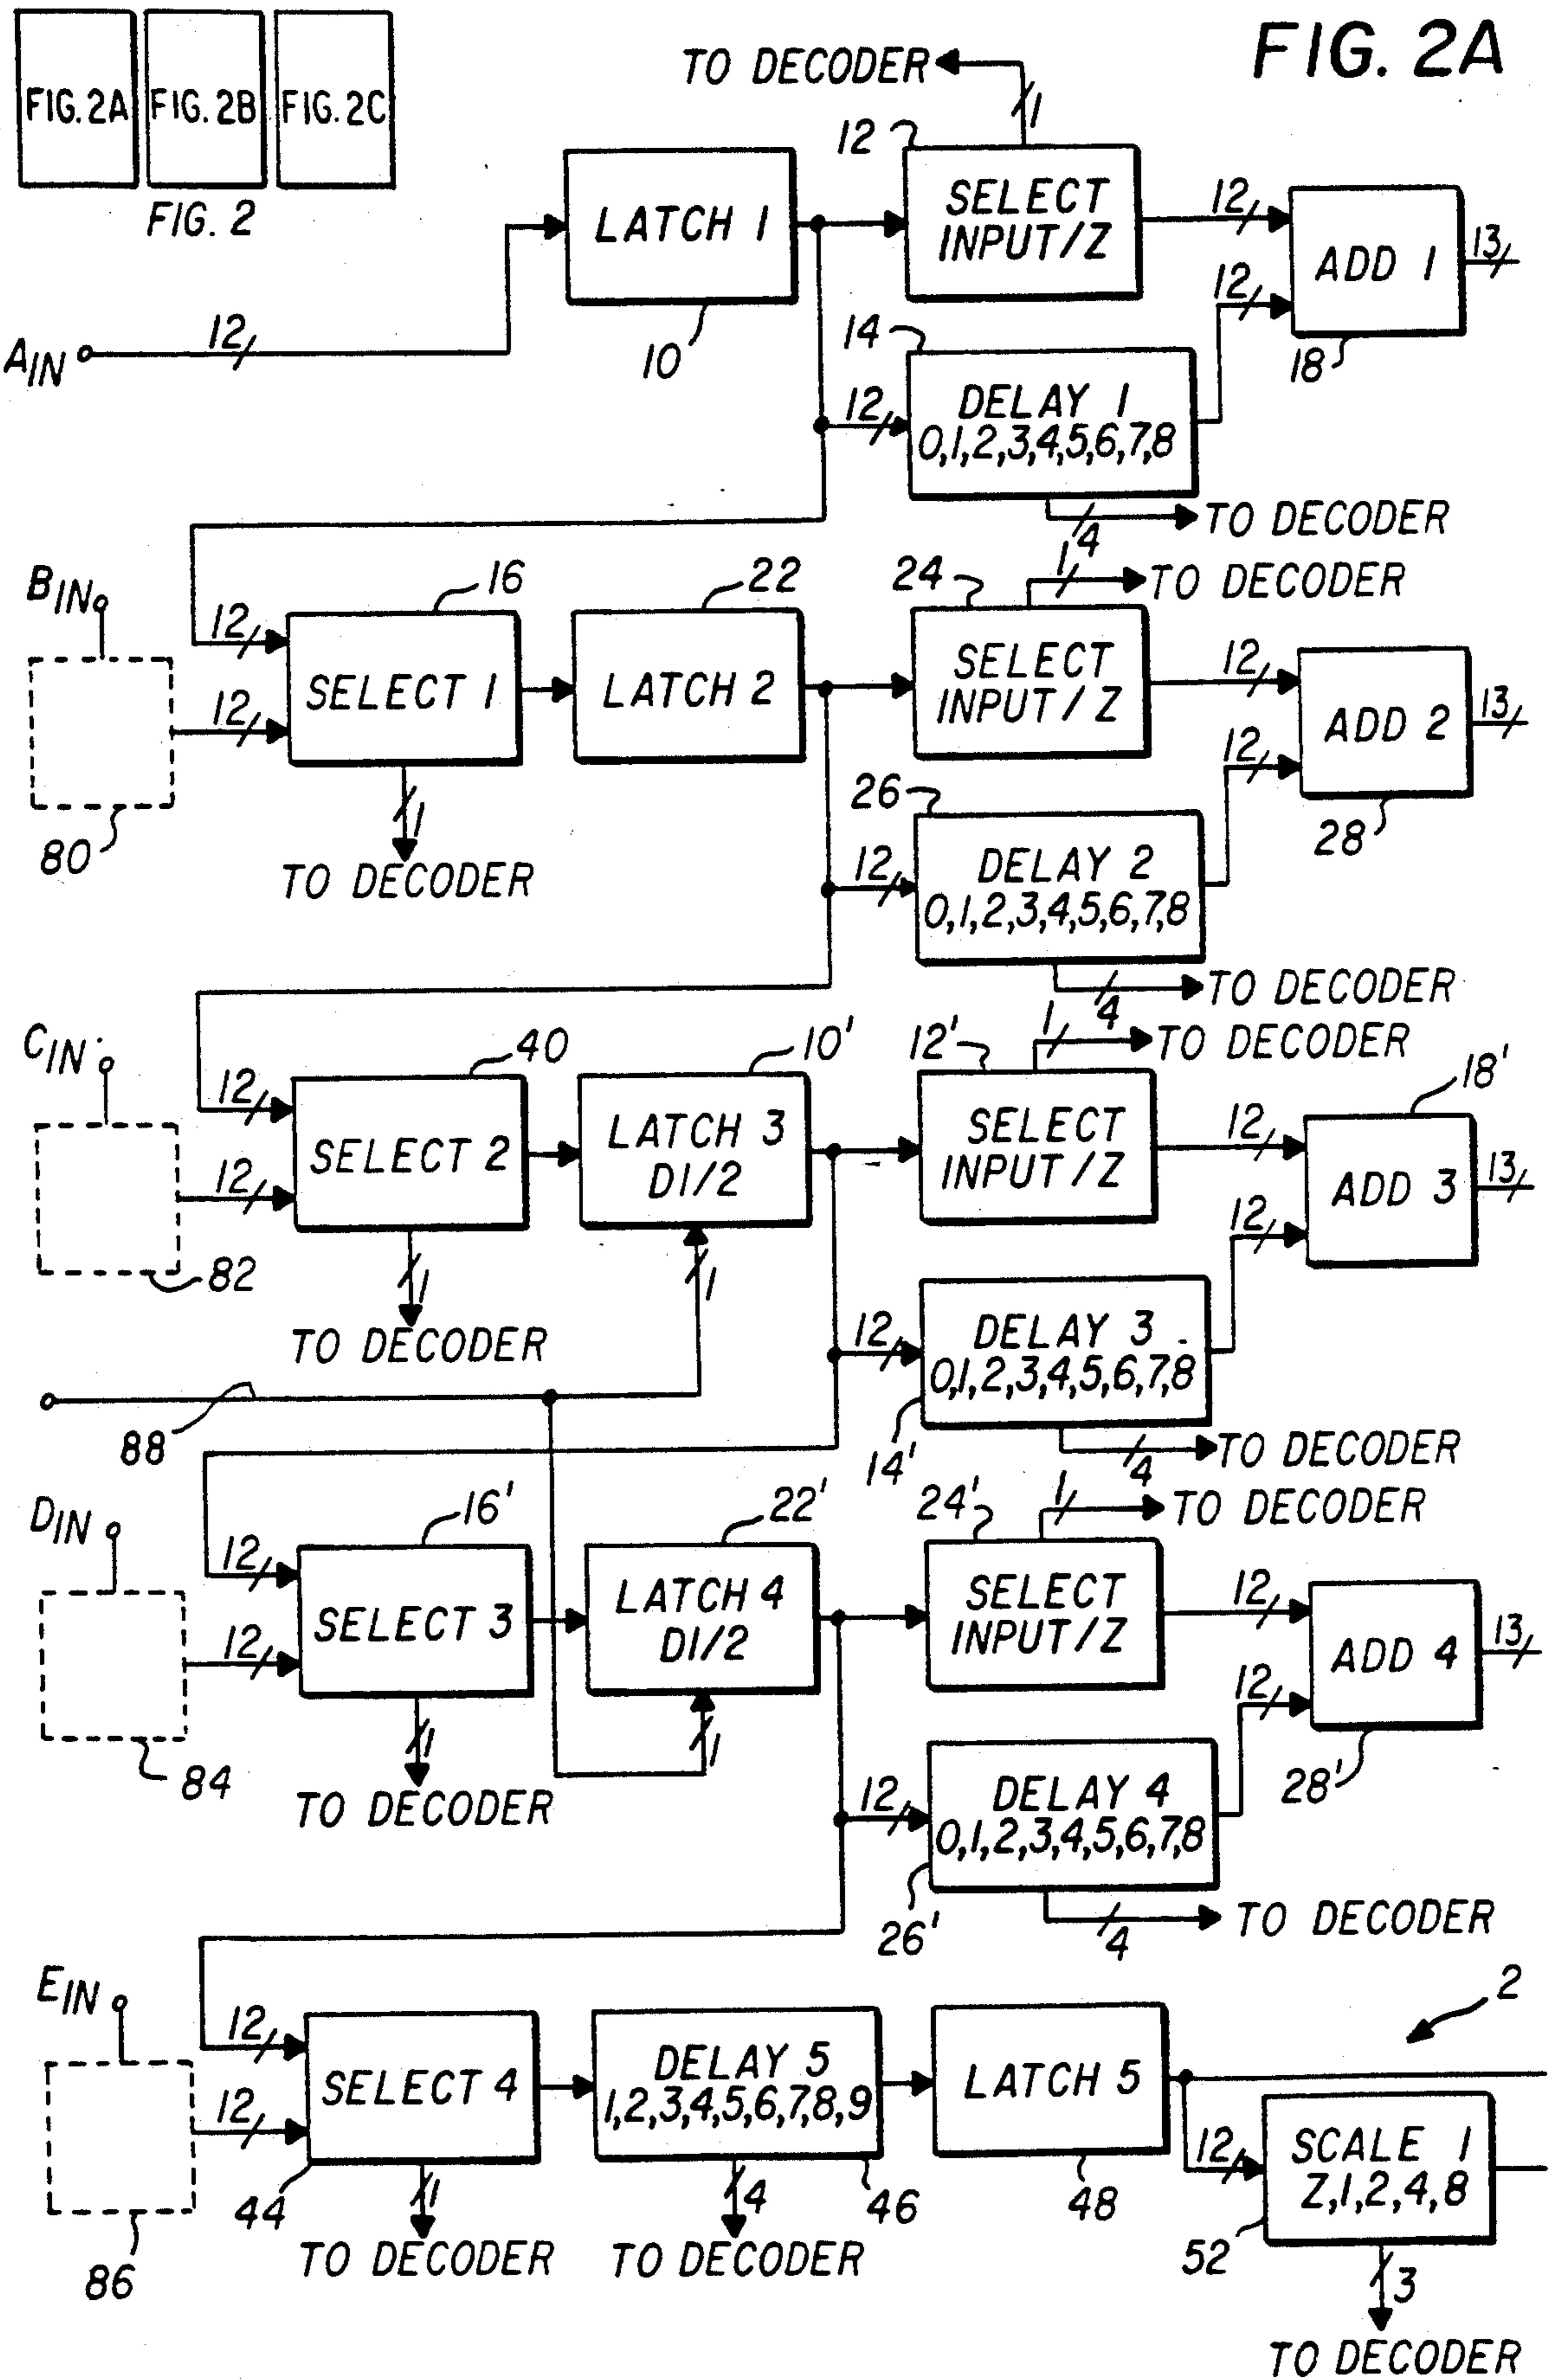 FIG. 2A
FIG. 2A FIG. 2B FIG. 2C
FIG. 2
TO DECODER
1
12
LATCH 1
10
SELECT
INPUT/Z
12
12
ADD 1
13
18
AIN
12
14
12
DELAY 1
0,1,2,3,4,5,6,7,8
4
TO DECODER
BIN
12
12
80
16
SELECT 1
1
TO DECODER
22
LATCH 2
24
1
TO DECODER
SELECT
INPUT/Z
12
12
ADD 2
13
28
26
12
DELAY 2
0,1,2,3,4,5,6,7,8
4
TO DECODER
CIN
12
12
82
40
SELECT 2
1
TO DECODER
10'
LATCH 3
D1/2
1
12'
1
TO DECODER
SELECT
INPUT/Z
12
12
18'
ADD 3
13
12
DELAY 3
0,1,2,3,4,5,6,7,8
14'
4
TO DECODER
88
DIN
12
12
84
16'
SELECT 3
1
TO DECODER
22'
LATCH 4
D1/2
1
24'
1
TO DECODER
SELECT
INPUT/Z
12
12
ADD 4
13
28'
12
DELAY 4
0,1,2,3,4,5,6,7,8
26'
4
TO DECODER
EIN
12
12
86
SELECT 4
44
1
TO DECODER
DELAY 5
1,2,3,4,5,6,7,8,9
46
4
TO DECODER
LATCH 5
48
2
12
SCALE 1
Z,1,2,4,8
52
3
TO DECODER